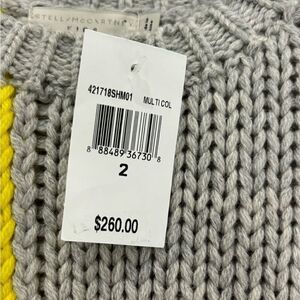 STELLA McCARTNEY
421718SHM01 MULTI COL
8 88489 36730 8
2
$260.00